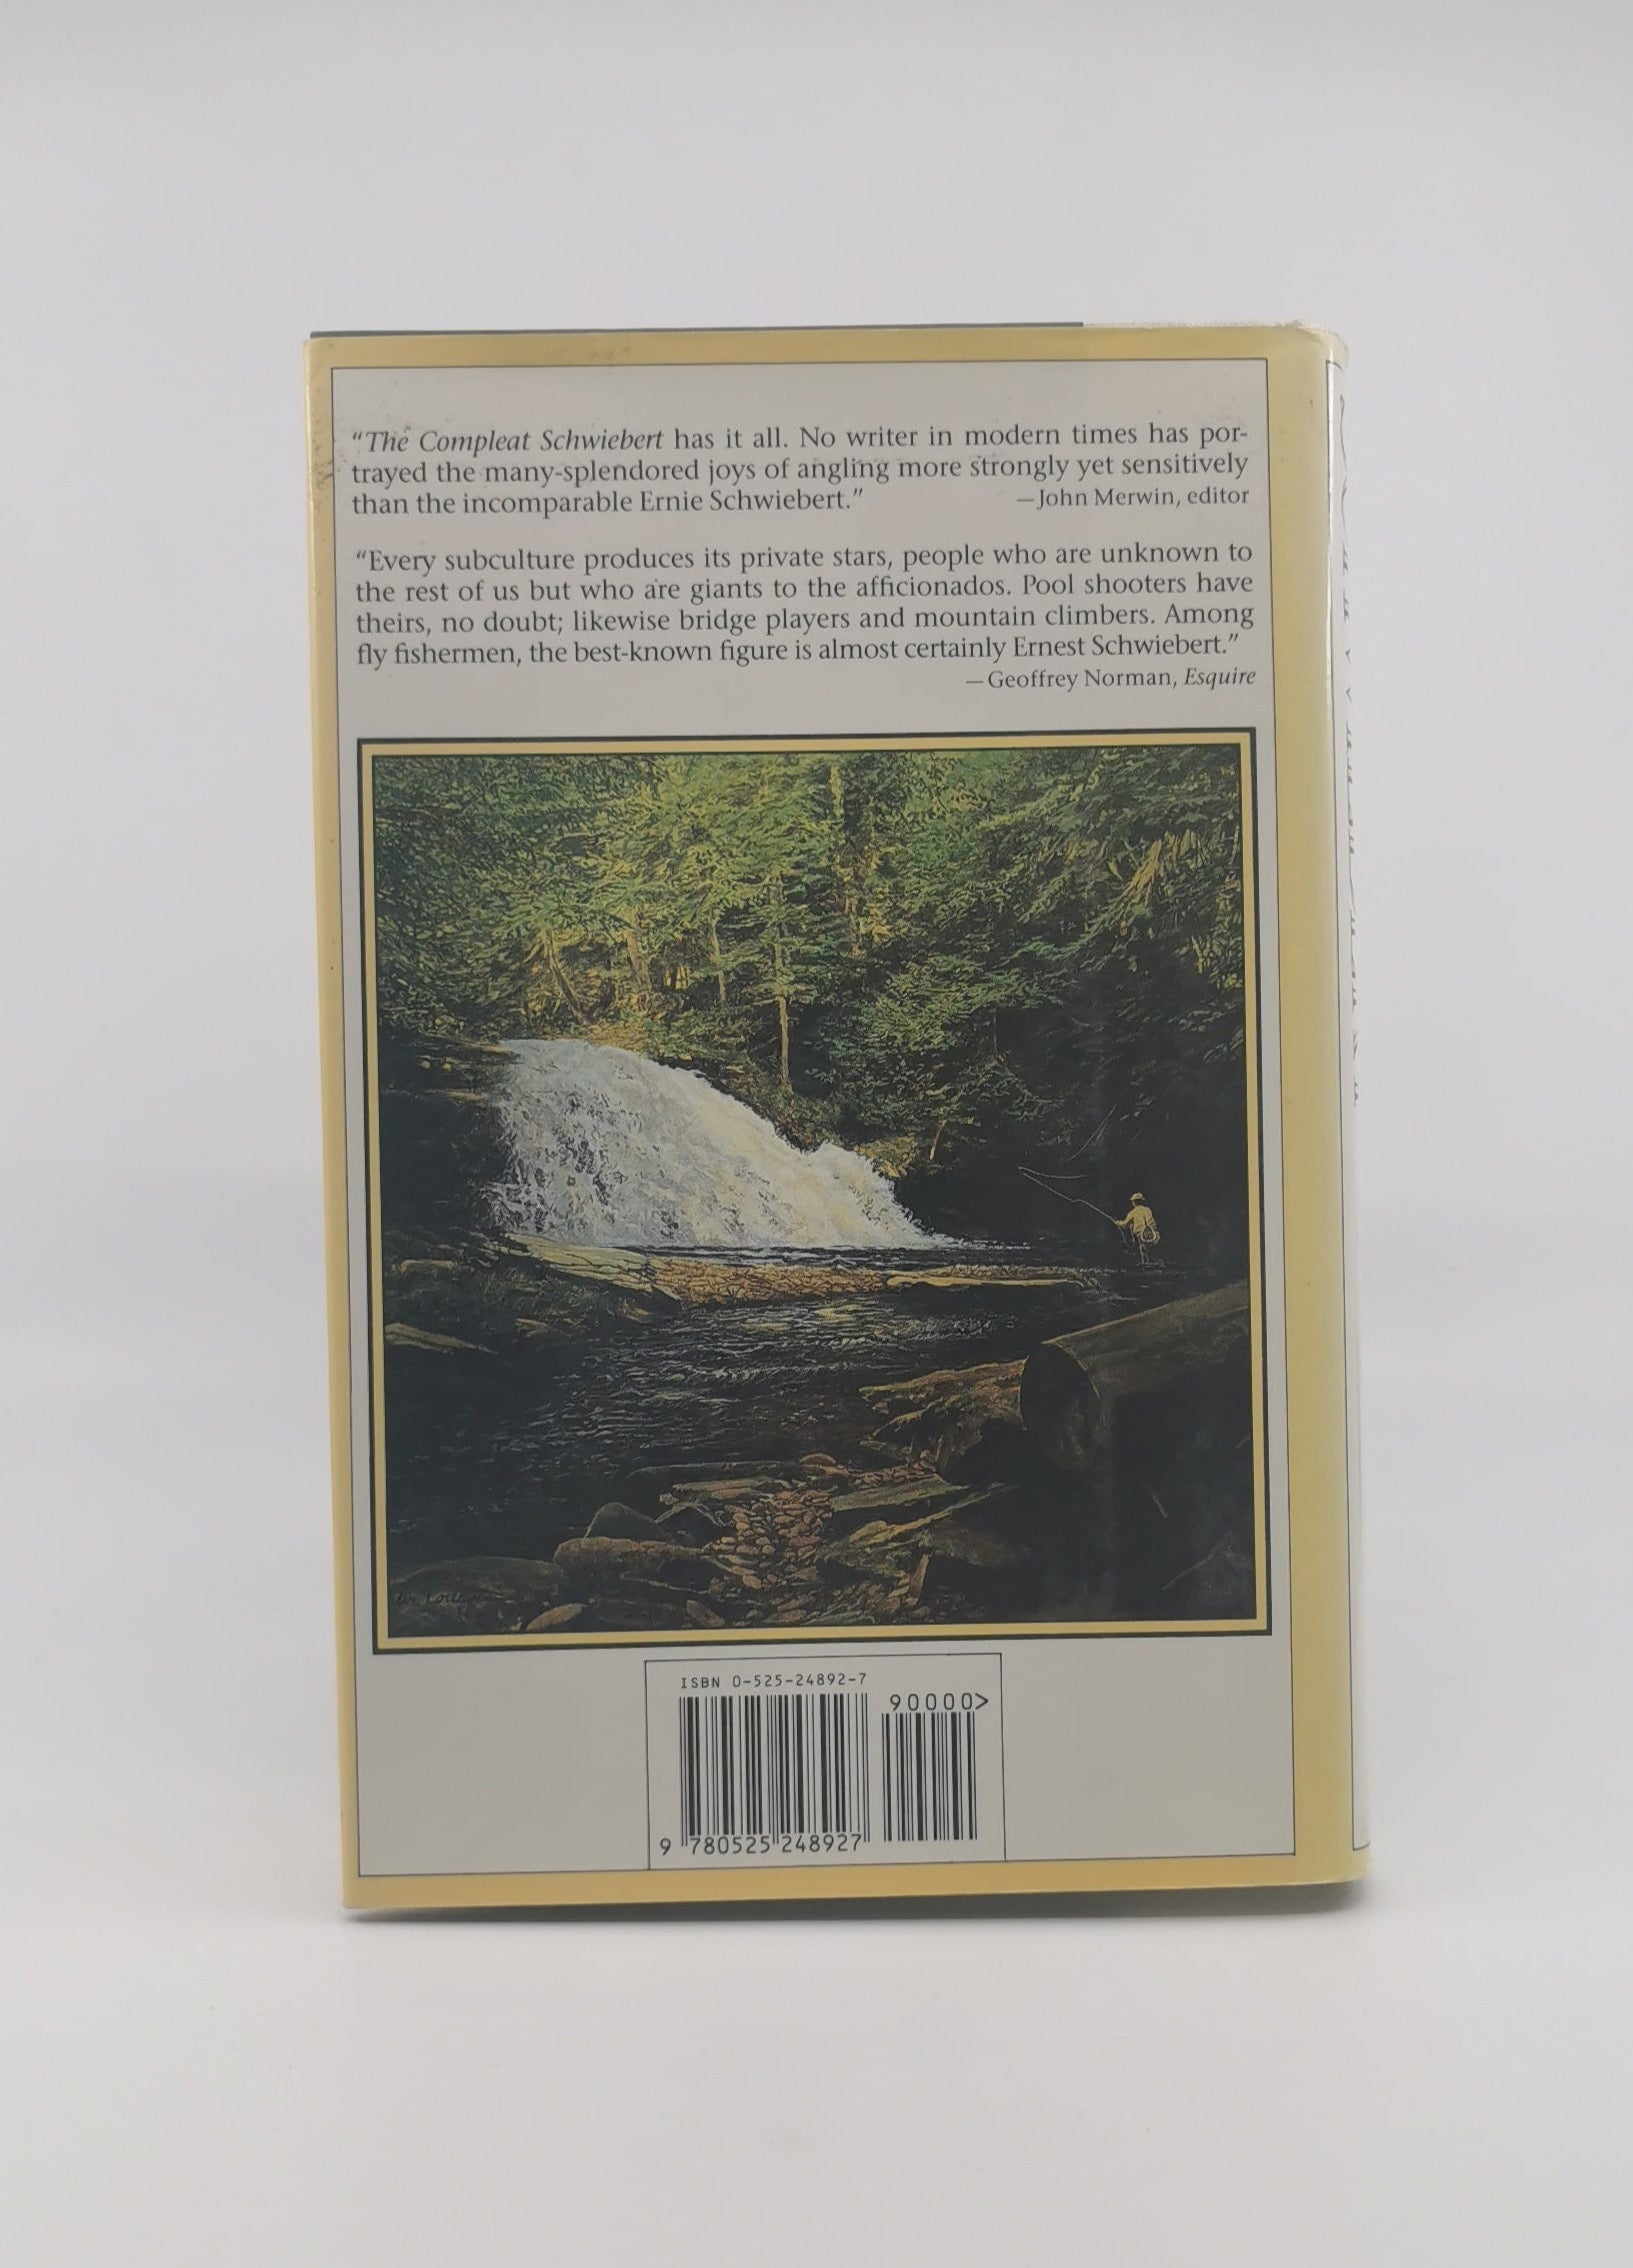 “The Compleat Schwiebert has it all. No writer in modern times has por-
trayed the many-splendored joys of angling more strongly yet sensitively
than the incomparable Ernie Schwiebert.” —John Merwin, editor
“Every subculture produces its private stars, people who are unknown to
the rest of us but who are giants to the afficionados. Pool shooters have
theirs, no doubt; likewise bridge players and mountain climbers. Among
fly fishermen, the best-known figure is almost certainly Ernest Schwiebert.”
—Geoffrey Norman, Esquire
ISBN 0-525-24892-7
90000>
9 780525 248927